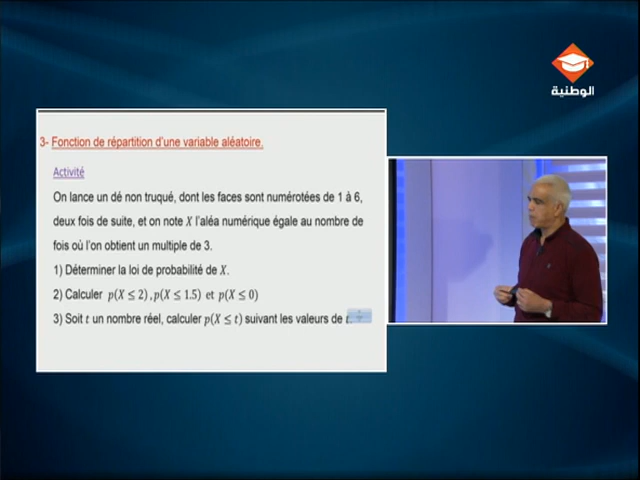 الوطنية
3- Fonction de répartition d'une variable aléatoire.
Activité
On lance un dé non truqué, dont les faces sont numérotées de 1 à 6,
deux fois de suite, et on note X l'aléa numérique égale au nombre de
fois où l'on obtient un multiple de 3.
1) Déterminer la loi de probabilité de X.
2) Calculer p(X ≤ 2) , p(X ≤ 1.5) et p(X ≤ 0)
3) Soit t un nombre réel, calculer p(X ≤ t) suivant les valeurs de t.